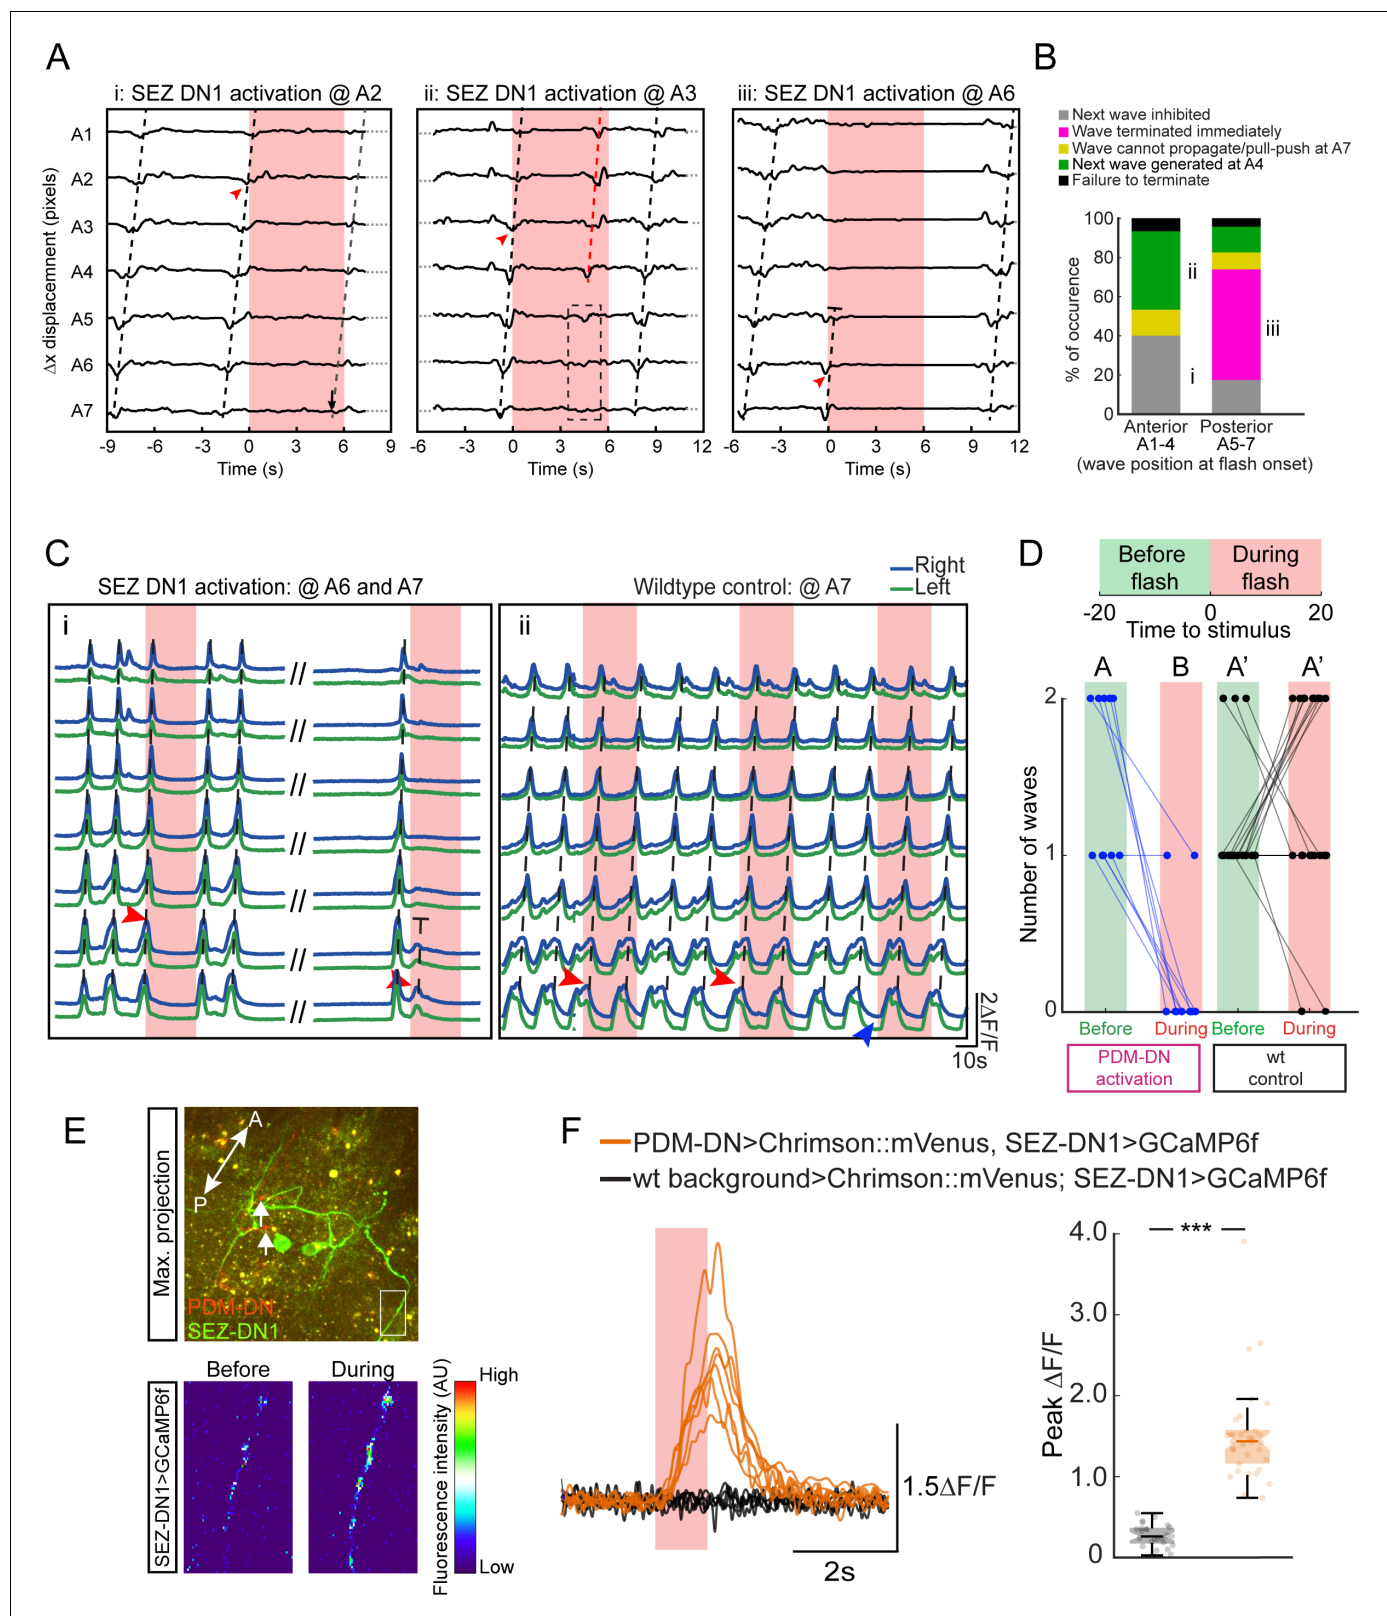 A
i: SEZ DN1 activation @ A2
ii: SEZ DN1 activation @ A3
iii: SEZ DN1 activation @ A6
Δx displacemnent (pixels)
A1
A2
A3
A4
A5
A6
A7
-9 -6 -3 0 3 6 9
Time (s)
-6 -3 0 3 6 9 12
Time (s)
-6 -3 0 3 6 9 12
Time (s)
B
Next wave inhibited
Wave terminated immediately
Wave cannot propagate/pull-push at A7
Next wave generated at A4
Failure to terminate
% of occurence
100
80
60
40
20
0
ii
iii
i
Anterior Posterior
A1-4 A5-7
(wave position at flash onset)
C
SEZ DN1 activation: @ A6 and A7
Wildtype control: @ A7
Right
Left
i
ii
//
//
//
//
//
//
//
2ΔF/F
10s
D
Before flash
During flash
-20 0 20
Time to stimulus
A B A' A'
Number of waves
2
1
0
Before During Before During
PDM-DN activation
wt control
E
Max. projection
A
P
PDM-DN
SEZ-DN1
SEZ-DN1>GCaMP6f
Before During
Fluorescence intensity (AU)
High
Low
F
PDM-DN>Chrimson::mVenus, SEZ-DN1>GCaMP6f
wt background>Chrimson::mVenus; SEZ-DN1>GCaMP6f
1.5ΔF/F
2s
Peak ΔF/F
4.0
3.0
2.0
1.0
0
***